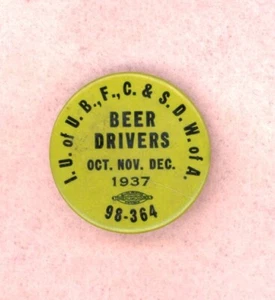 I. U. of U. B., F., C. & S. D. W. of A.
BEER
DRIVERS
OCT. NOV. DEC.
1937
98-364